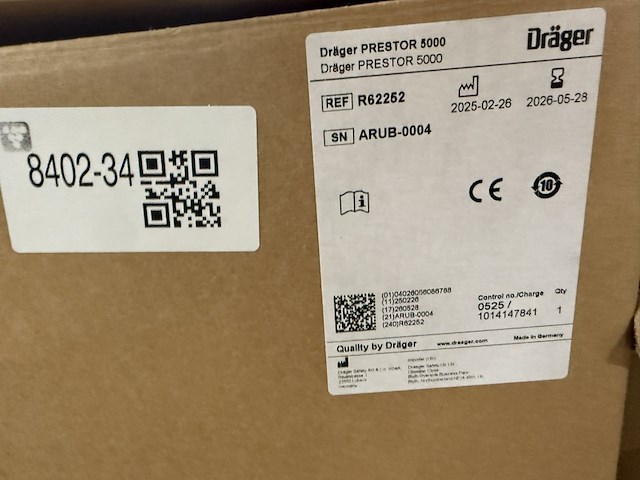 8402-34
Dräger PRESTOR 5000
Dräger PRESTOR 5000
Dräger
REF R62252
2025-02-26
2026-05-28
SN ARUB-0004
CE
10
(01)04026056086788
(11)250226
(17)260528
(21)ARUB-0004
(240)R62252
Control no./Charge
0525 /
1014147841
Qty
1
Quality by Dräger
www.draeger.com
Made in Germany